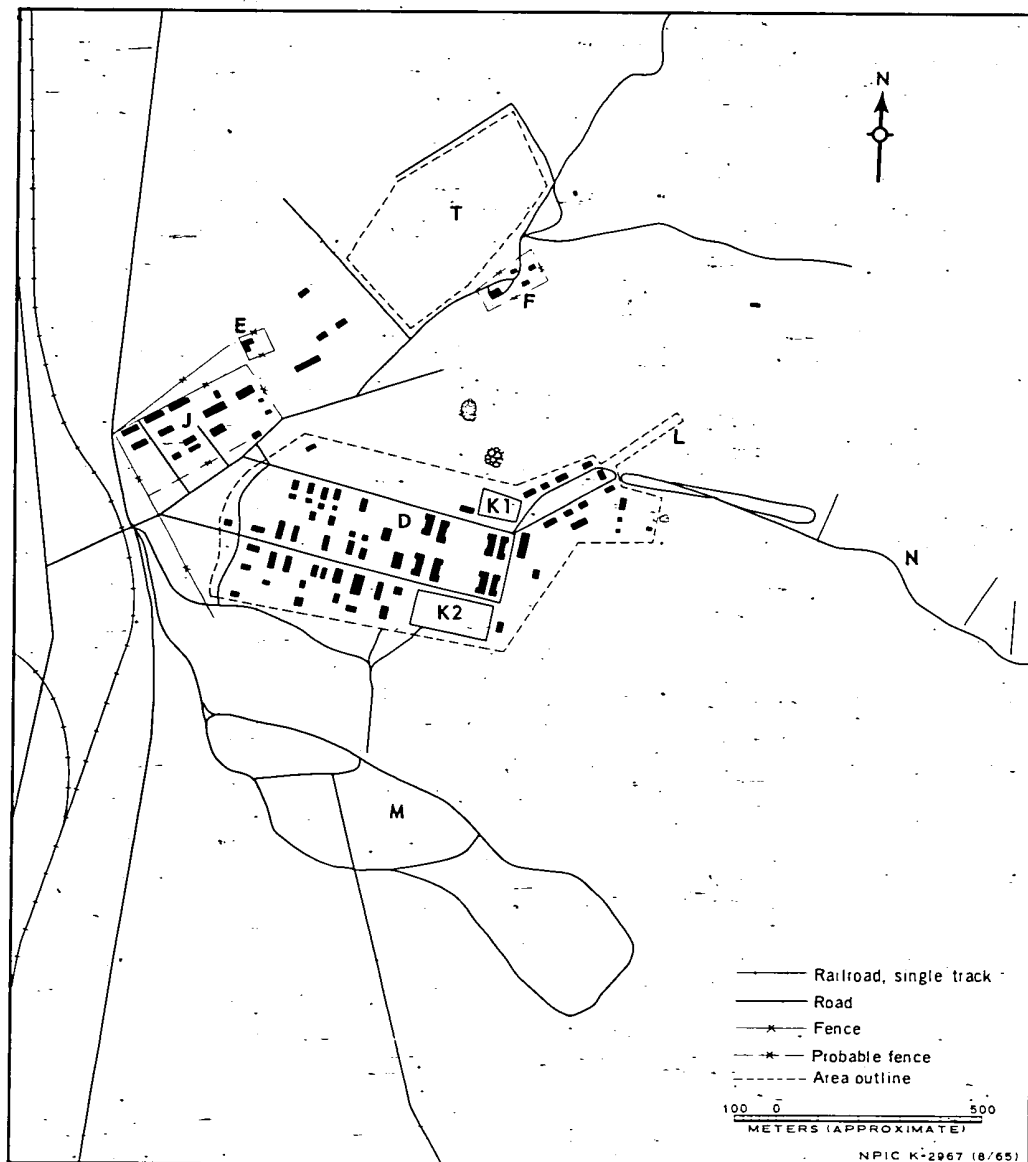 N
T
F
E
J
L
K1
D
N
K2
M
Railroad, single track
Road
Fence
Probable fence
Area outline
100 0 500
METERS (APPROXIMATE)
NPIC K-2967 (8/65)